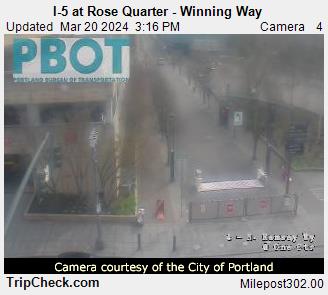 I-5 at Rose Quarter - Winning Way
Updated Mar 20 2024 3:16 PM Camera 4
PBOT
PORTLAND BUREAU OF TRANSPORTATION
Camera courtesy of the City of Portland
TripCheck.com Milepost302.00